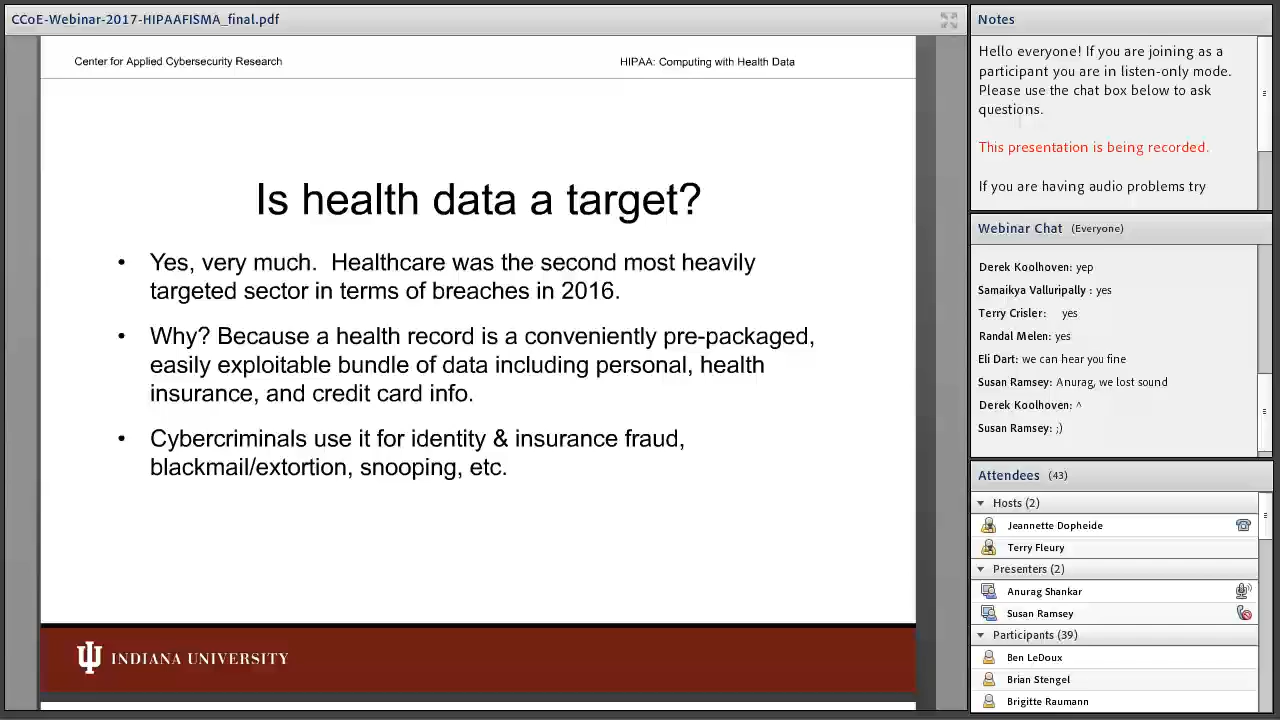 CCoE-Webinar-2017-HIPAAFISMA_final.pdf
Center for Applied Cybersecurity Research
HIPAA: Computing with Health Data
Is health data a target?
• Yes, very much. Healthcare was the second most heavily
targeted sector in terms of breaches in 2016.
• Why? Because a health record is a conveniently pre-packaged,
easily exploitable bundle of data including personal, health
insurance, and credit card info.
• Cybercriminals use it for identity & insurance fraud,
blackmail/extortion, snooping, etc.
INDIANA UNIVERSITY
Notes
Hello everyone! If you are joining as a
participant you are in listen-only mode.
Please use the chat box below to ask
questions.
This presentation is being recorded.
If you are having audio problems try
Webinar Chat (Everyone)
Derek Koolhoven: yep
Samaikya Valluripally : yes
Terry Crisler: yes
Randal Melen: yes
Eli Dart: we can hear you fine
Susan Ramsey: Anurag, we lost sound
Derek Koolhoven: ^
Susan Ramsey: ;)
Attendees (43)
Hosts (2)
Jeannette Dopheide
Terry Fleury
Presenters (2)
Anurag Shankar
Susan Ramsey
Participants (39)
Ben LeDoux
Brian Stengel
Brigitte Raumann